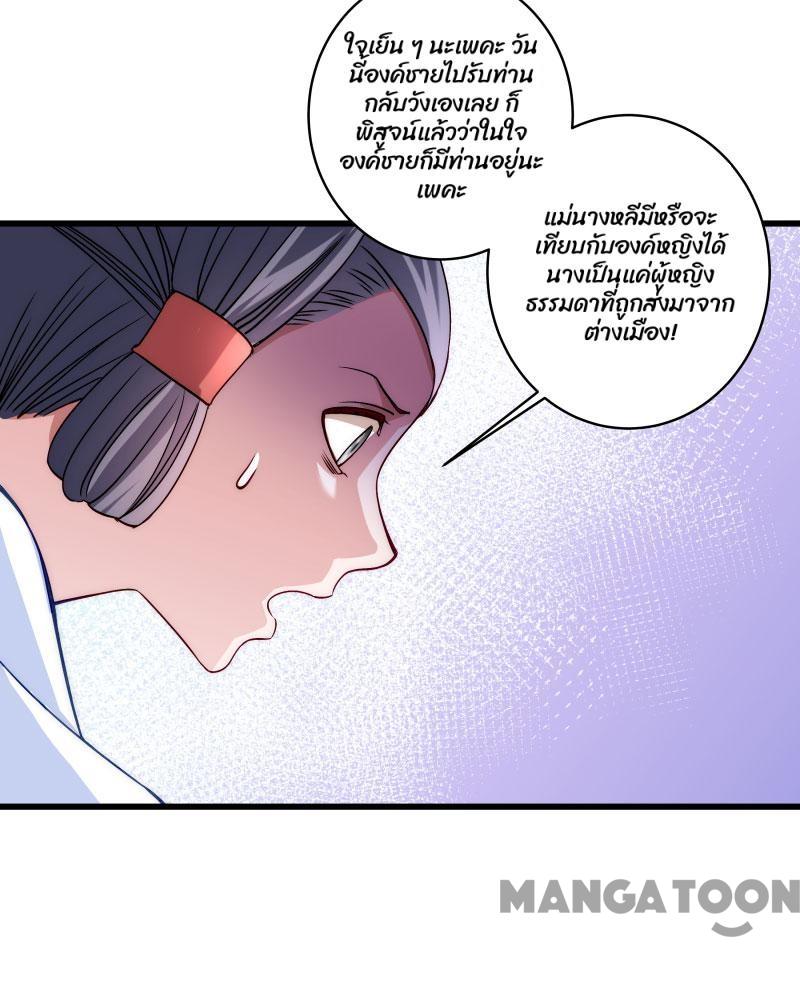 ใจเย็น ๆ นะเพคะ วัน
นี้องค์ชายไปรับท่าน
กลับวังเองเลย ก็
พิสูจน์แล้วว่าในใจ
องค์ชายก็มีท่านอยู่นะ
เพคะ
แม่นางหลีมีหรือจะ
เทียบกับองค์หญิงได้
นางเป็นแค่ผู้หญิง
ธรรมดาที่ถูกส่งมาจาก
ต่างเมือง!
MANGATOON